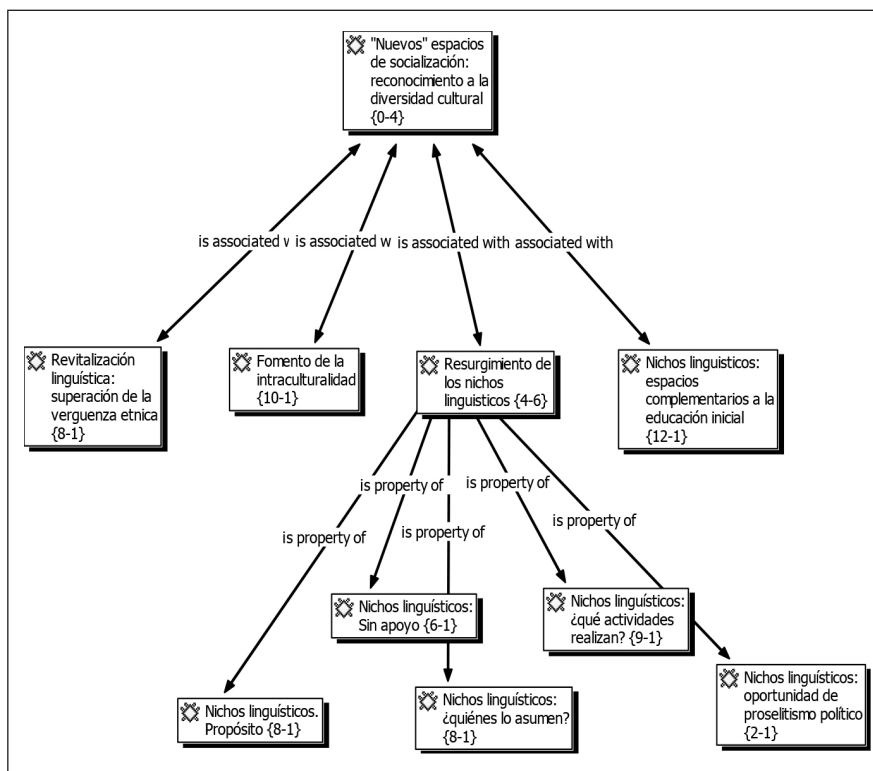 "Nuevos" espacios
de socialización:
reconocimiento a la
diversidad cultural
{0-4}
is associated w
is associated w
is associated with
associated with
Revitalización
linguística:
superación de la
verguenza etnica
{8-1}
Fomento de la
intraculturalidad
{10-1}
Resurgimiento de
los nichos
linguisticos {4-6}
Nichos linguisticos:
espacios
complementarios a la
educación inicial
{12-1}
is property of
is property of
is property of
is property of
is property of
Nichos linguísticos:
Sin apoyo {6-1}
Nichos linguísticos:
¿qué actividades
realizan? {9-1}
Nichos linguísticos.
Propósito {8-1}
Nichos linguísticos:
¿quiénes lo asumen?
{8-1}
Nichos linguísticos:
oportunidad de
proselitismo político
{2-1}